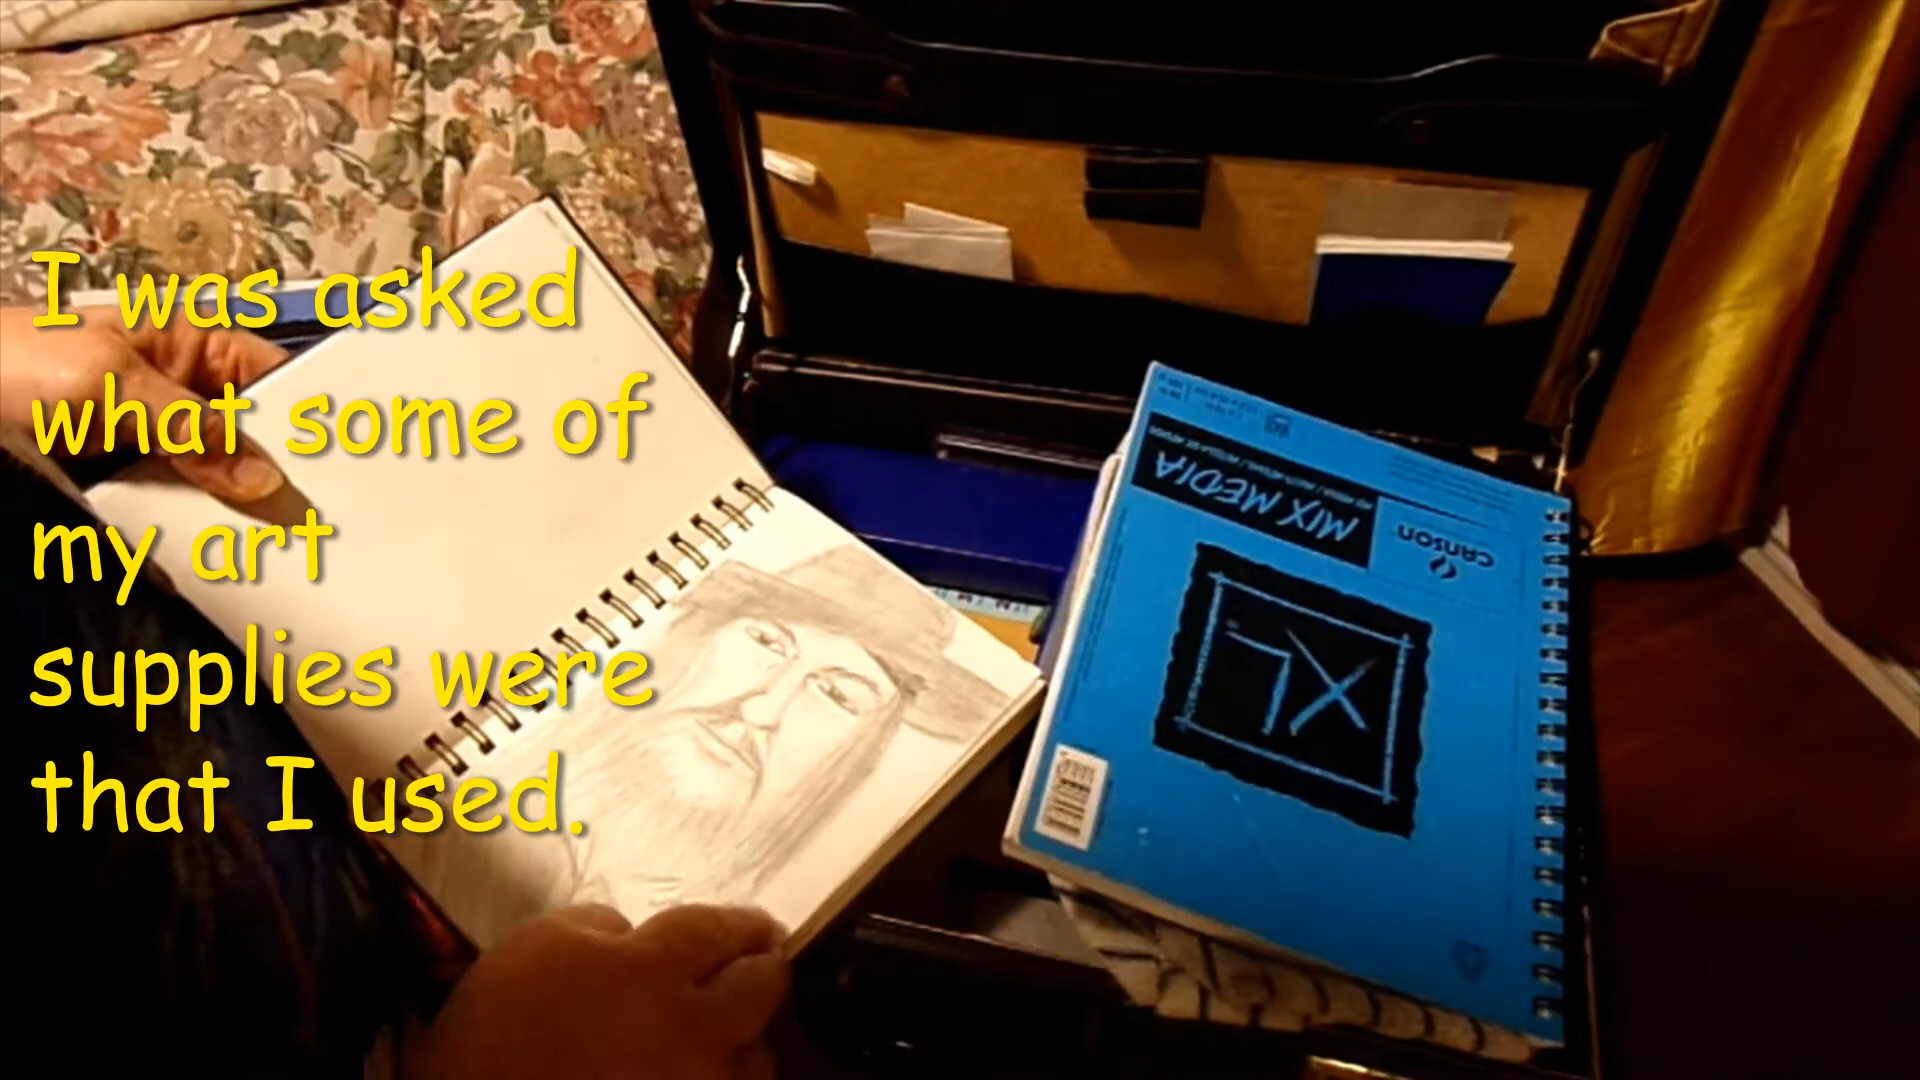 I was asked
what some of
my art
supplies were
that I used.
MIX MEDIA
Canson
XL